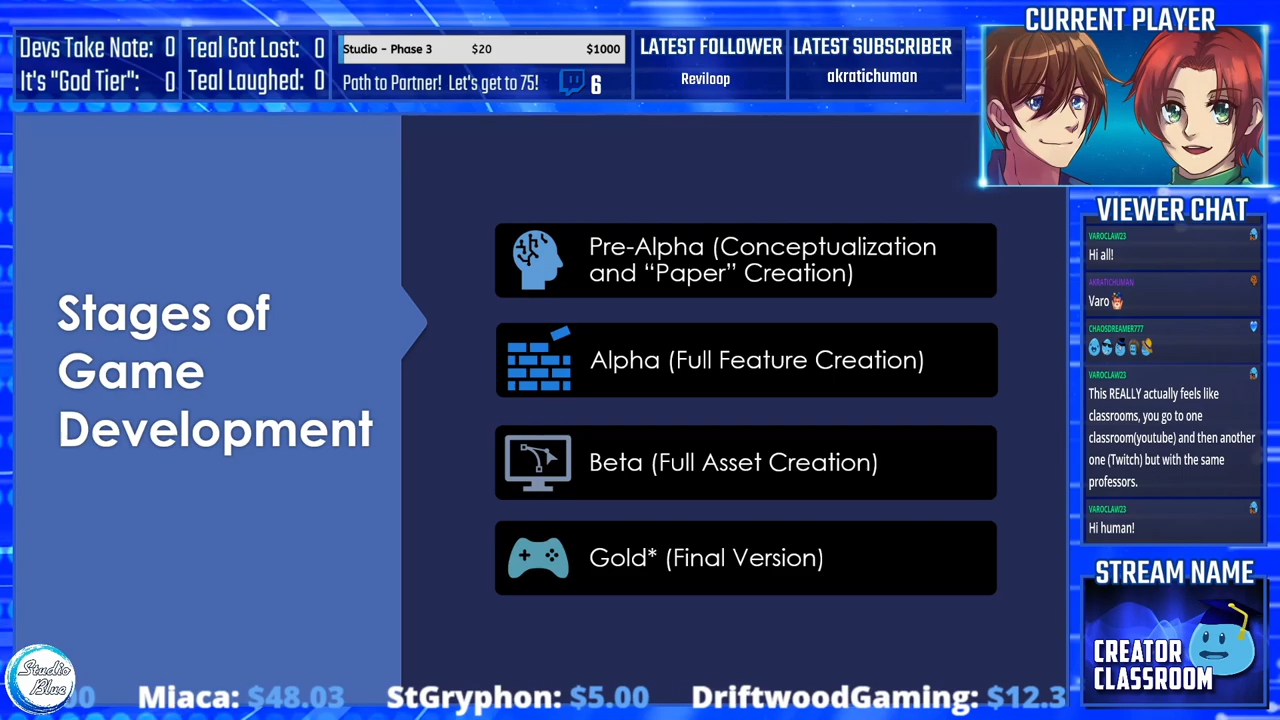 CURRENT PLAYER
Devs Take Note: 0
It's "God Tier": 0
Teal Got Lost: 0
Teal Laughed: 0
Studio - Phase 3 $20 $1000
Path to Partner! Let's get to 75! 6
LATEST FOLLOWER
Reviloop
LATEST SUBSCRIBER
akratichuman
Stages of
Game
Development
Pre-Alpha (Conceptualization
and “Paper” Creation)
Alpha (Full Feature Creation)
Beta (Full Asset Creation)
Gold* (Final Version)
VIEWER CHAT
VAROCLAW23
Hi all!
AKRATICHUMAN
Varo
CHAOSDREAMER777
VAROCLAW23
This REALLY actually feels like
classrooms, you go to one
classroom(youtube) and then another
one (Twitch) but with the same
professors.
VAROCLAW23
Hi human!
STREAM NAME
CREATOR
CLASSROOM
Studio
Blue
00 Miaca: $48.03 StGryphon: $5.00 DriftwoodGaming: $12.3